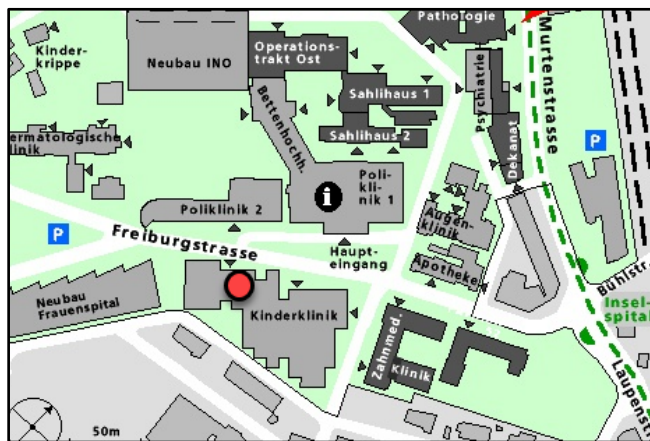 Pathologie
Kinder-
krippe
Neubau INO
Operations-
trakt Ost
Murtenstrasse
Psychiatrie
Sahlihaus 1
Bettenhochh.
Sahlihaus 2
Dekanat
P
ermatologische
linik
i
Poli-
klinik 1
Poliklinik 2
Augen-
klinik
P
Freiburgstrasse
Haupt-
eingang
Apotheke
Bühlstr
Neubau
Frauenspital
Kinderklinik
Insel-
spital
Zahnmed.
Klinik
Laupenst
50m